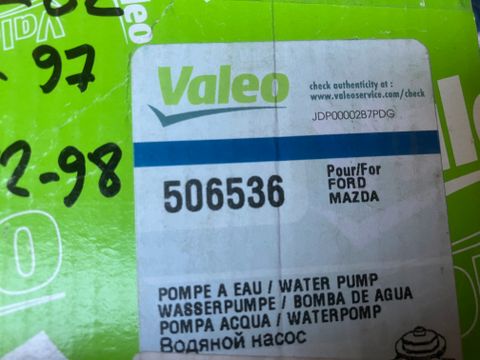 Valeo
check authenticity at :
www.valeoservice.com/check
JDP00002B7PDG
97
2-98
506536
Pour/For
FORD
MAZDA
POMPE A EAU / WATER PUMP
WASSERPUMPE / BOMBA DE AGUA
POMPA ACQUA / WATERPOMP
Водяной насос